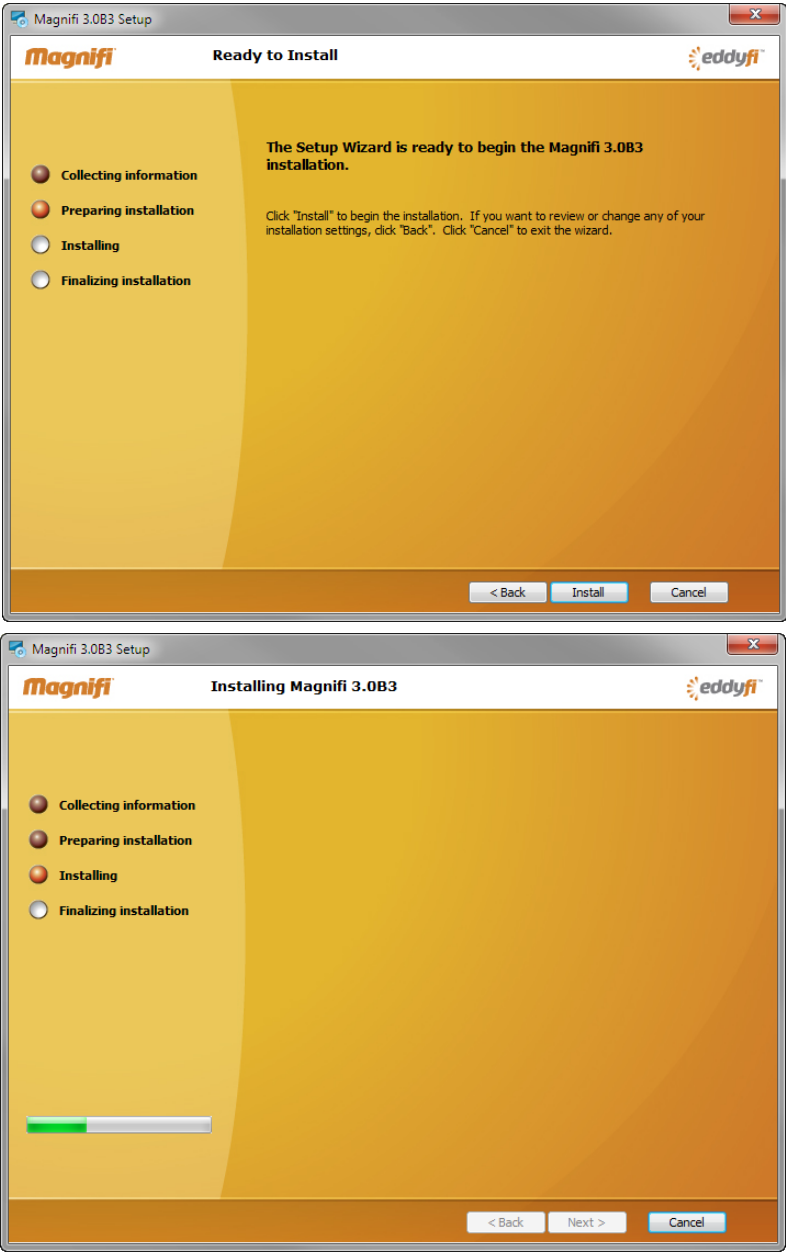 Magnifi 3.0B3 Setup
x
Magnifi
Ready to Install
eddyfi™
The Setup Wizard is ready to begin the Magnifi 3.0B3
installation.
Collecting information
Preparing installation
Click "Install" to begin the installation. If you want to review or change any of your
installation settings, click "Back". Click "Cancel" to exit the wizard.
Installing
Finalizing installation
< Back
Install
Cancel
Magnifi 3.0B3 Setup
x
Magnifi
Installing Magnifi 3.0B3
eddyfi™
Collecting information
Preparing installation
Installing
Finalizing installation
< Back
Next >
Cancel